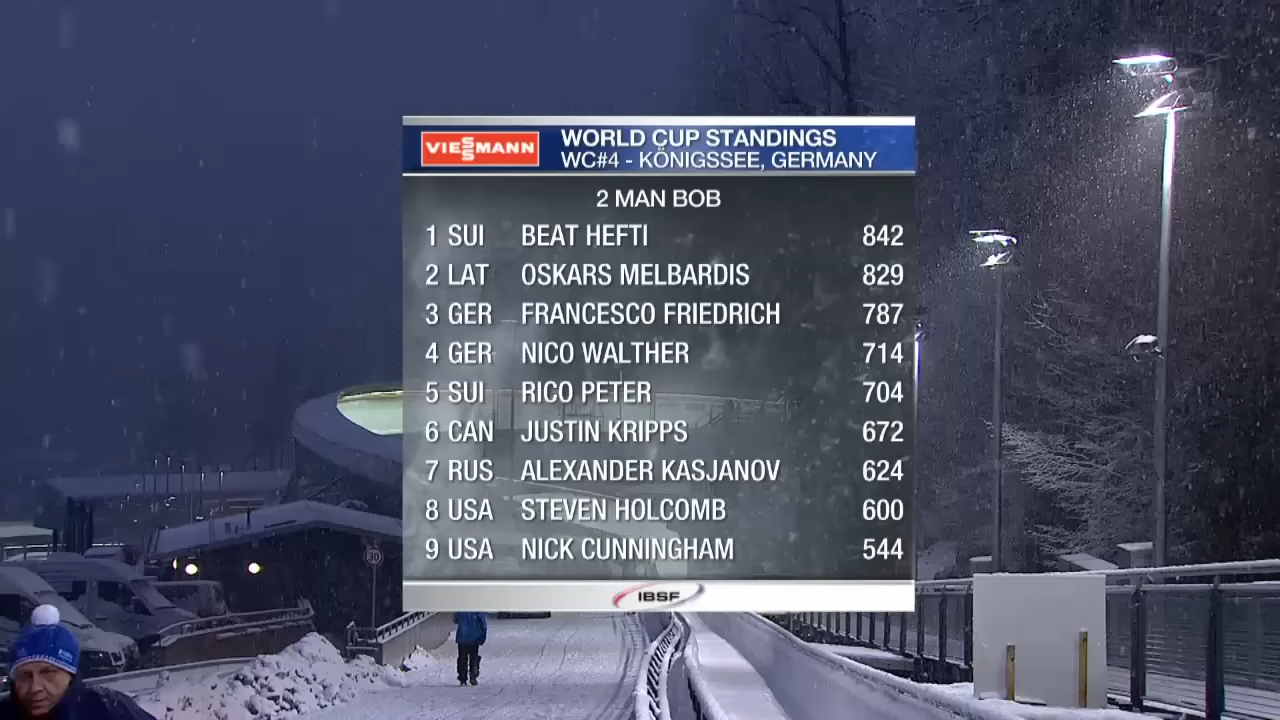 VIESSMANN
WORLD CUP STANDINGS
WC#4 - KÖNIGSSEE, GERMANY
2 MAN BOB
1 SUI BEAT HEFTI 842
2 LAT OSKARS MELBARDIS 829
3 GER FRANCESCO FRIEDRICH 787
4 GER NICO WALTHER 714
5 SUI RICO PETER 704
6 CAN JUSTIN KRIPPS 672
7 RUS ALEXANDER KASJANOV 624
8 USA STEVEN HOLCOMB 600
9 USA NICK CUNNINGHAM 544
30
IBSF